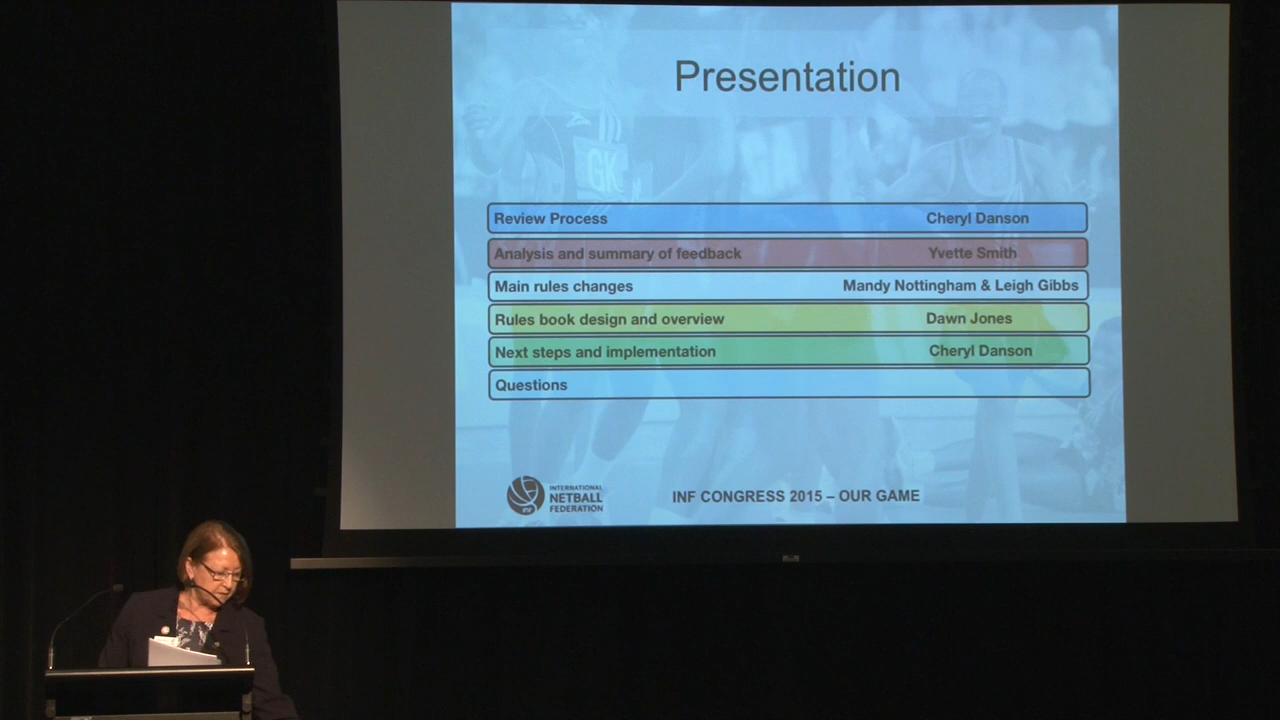 Presentation
GK
Review Process Cheryl Danson
Analysis and summary of feedback Yvette Smith
Main rules changes Mandy Nottingham & Leigh Gibbs
Rules book design and overview Dawn Jones
Next steps and implementation Cheryl Danson
Questions
INTERNATIONAL
NETBALL
FEDERATION
INF CONGRESS 2015 – OUR GAME